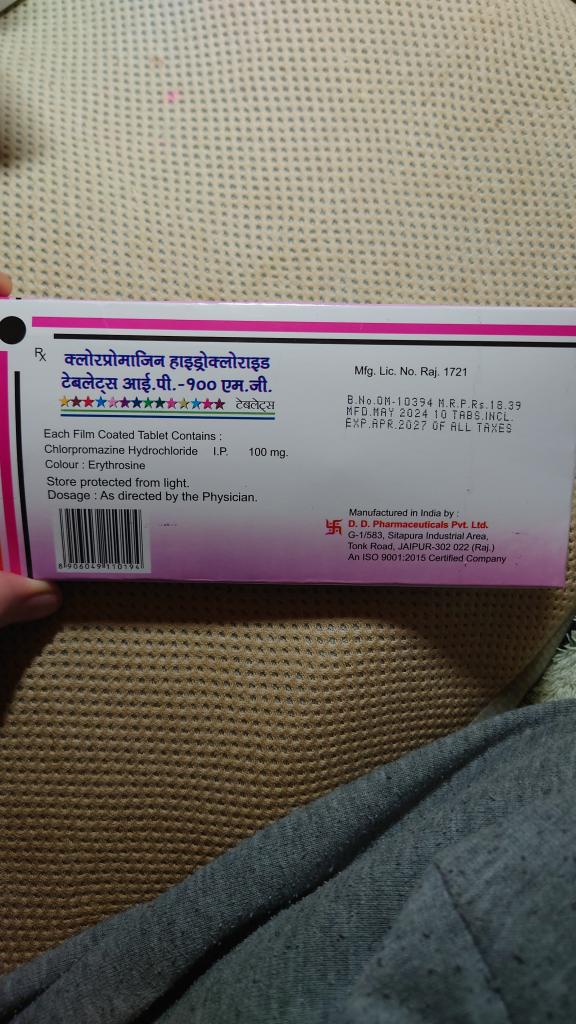 Rx क्लोरप्रोमाजिन हाइड्रोक्लोराइड
टेबलेट्स आई.पी.-१०० एम.जी.
टेबलेट्स
Each Film Coated Tablet Contains :
Chlorpromazine Hydrochloride I.P. 100 mg.
Colour : Erythrosine
Store protected from light.
Dosage : As directed by the Physician.
8 906049 110194
Mfg. Lic. No. Raj. 1721
B.No.OM-10394 M.R.P.Rs.18.39
MFD.MAY 2024 10 TABS.INCL.
EXP.APR.2027 OF ALL TAXES
Manufactured in India by :
D. D. Pharmaceuticals Pvt. Ltd.
G-1/583, Sitapura Industrial Area,
Tonk Road, JAIPUR-302 022 (Raj.)
An ISO 9001:2015 Certified Company